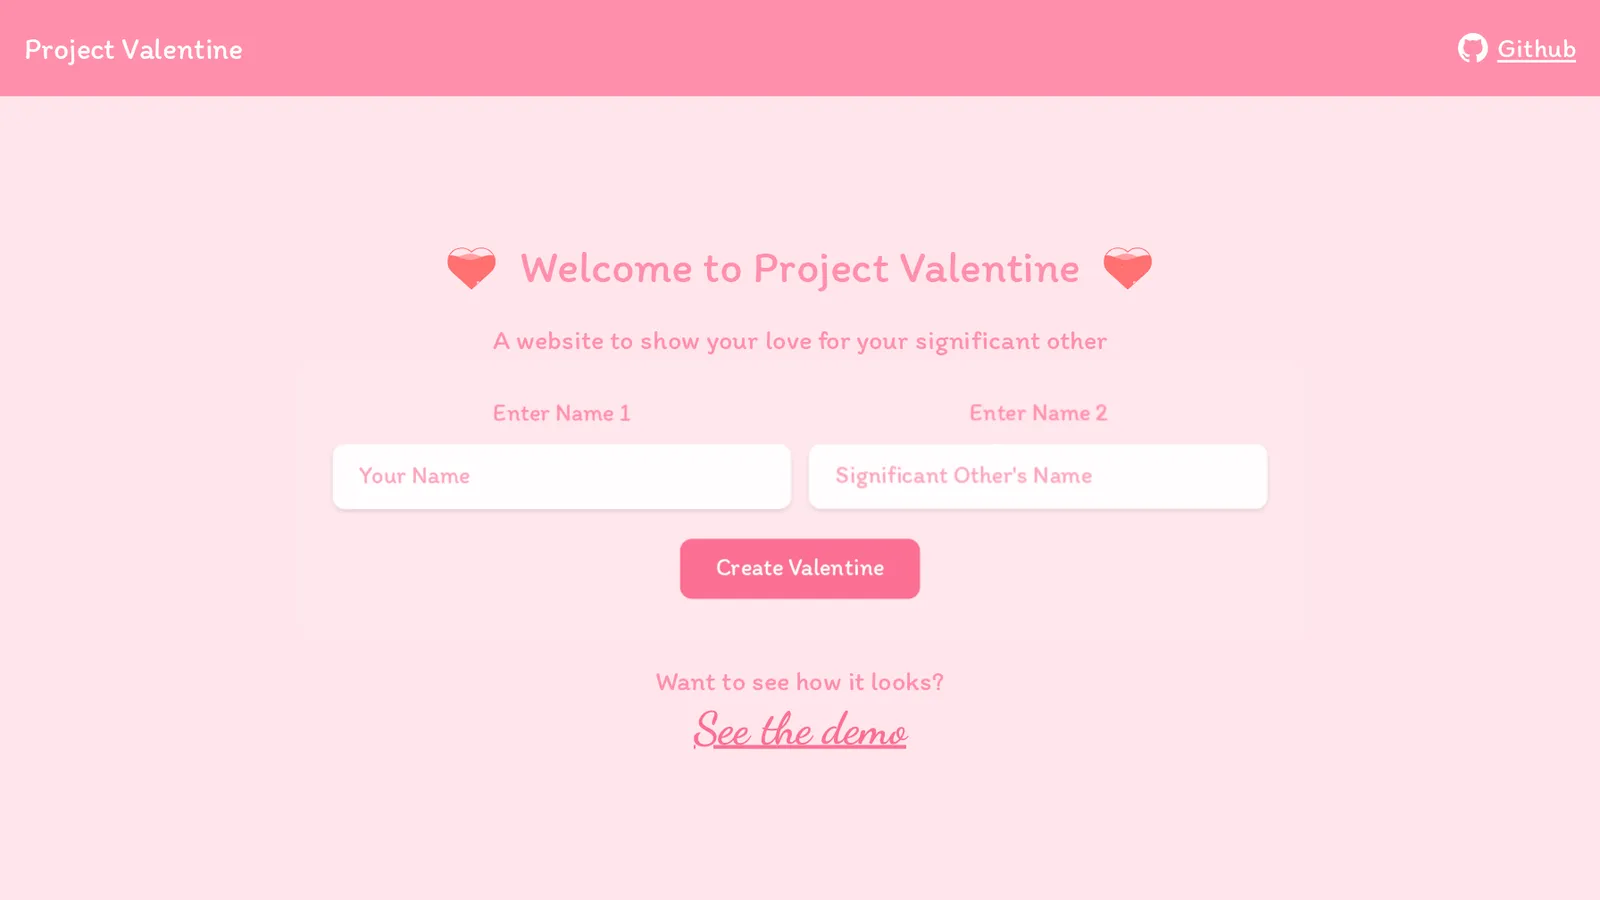 Project Valentine
Github
Welcome to Project Valentine
A website to show your love for your significant other
Enter Name 1
Enter Name 2
Your Name
Significant Other's Name
Create Valentine
Want to see how it looks?
See the demo